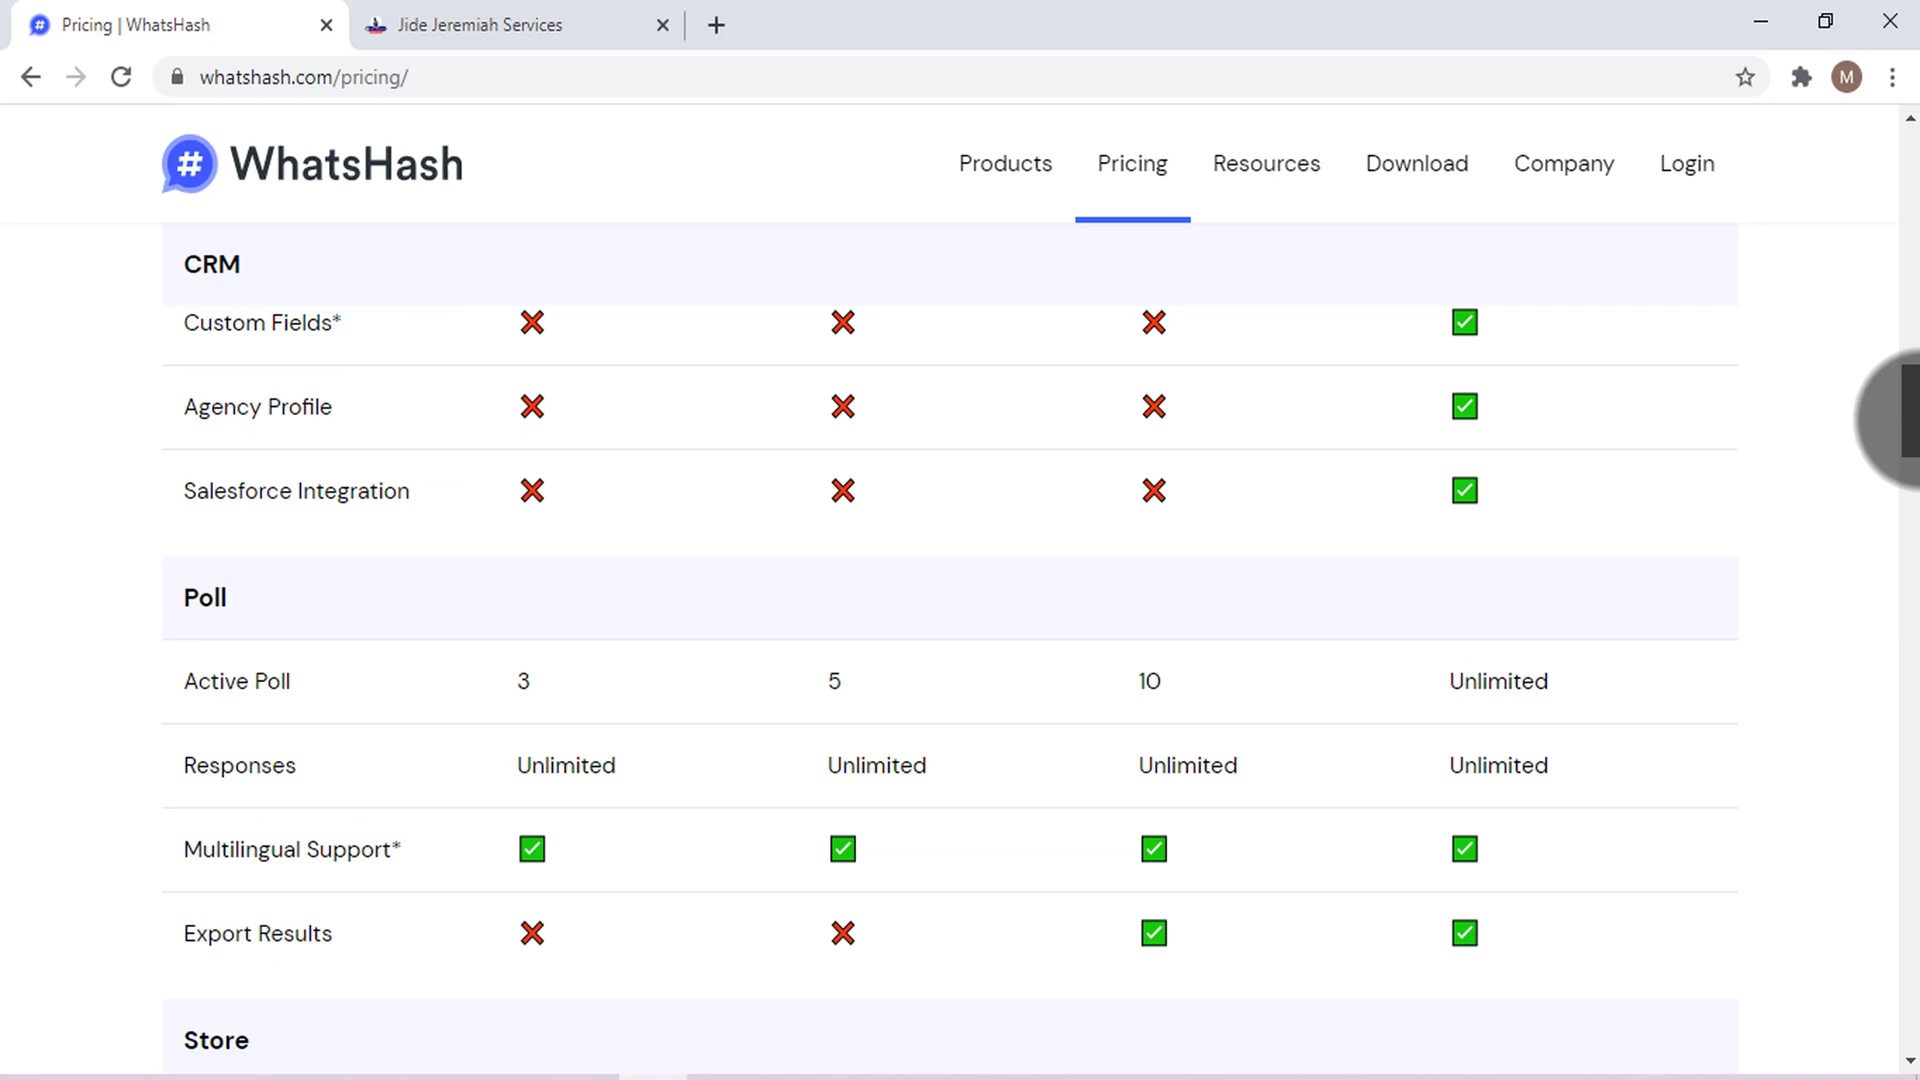 Pricing | WhatsHash
Jide Jeremiah Services
whatshash.com/pricing/
M
# WhatsHash
Products Pricing Resources Download Company Login
CRM
Custom Fields*
Agency Profile
Salesforce Integration
Poll
Active Poll 3 5 10 Unlimited
Responses Unlimited Unlimited Unlimited Unlimited
Multilingual Support*
Export Results
Store